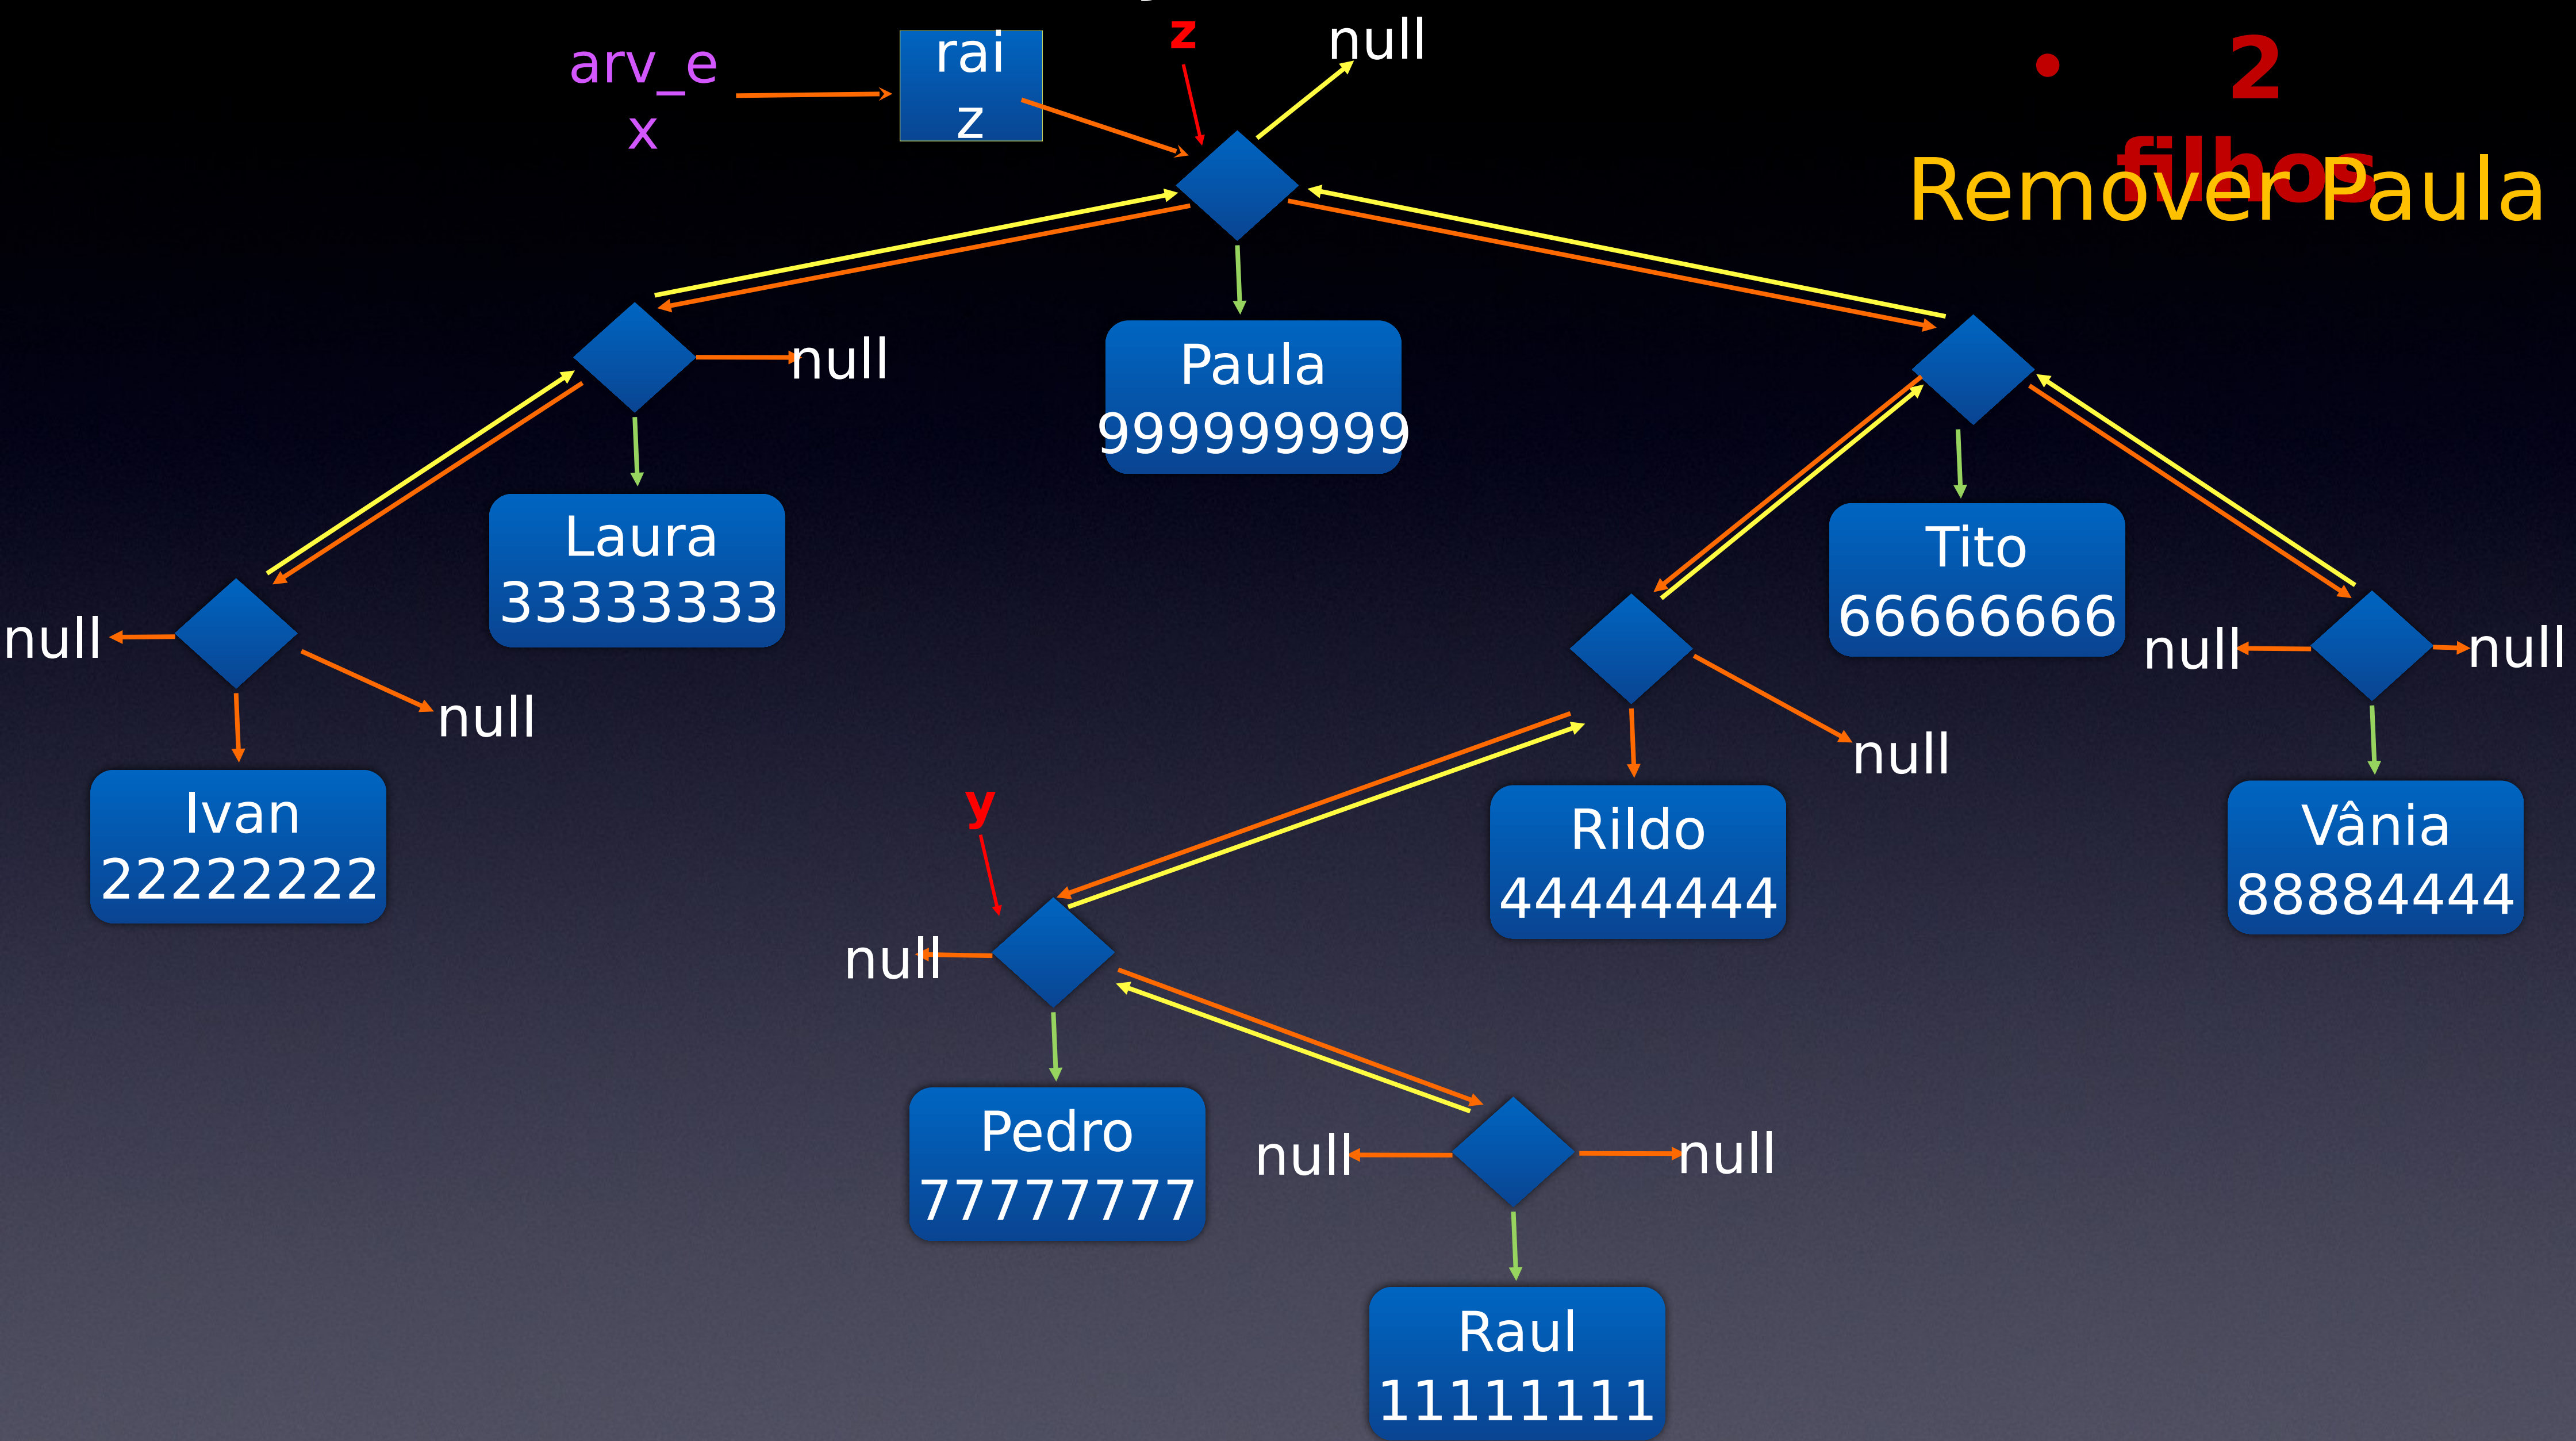 arv_e
x
rai
z
z
null
• 2
filhos
Remover Paula
null
Paula
999999999
Laura
33333333
Tito
66666666
null
null
null
null
null
Ivan
22222222
Rildo
44444444
Vânia
88884444
y
null
Pedro
77777777
null
null
Raul
11111111